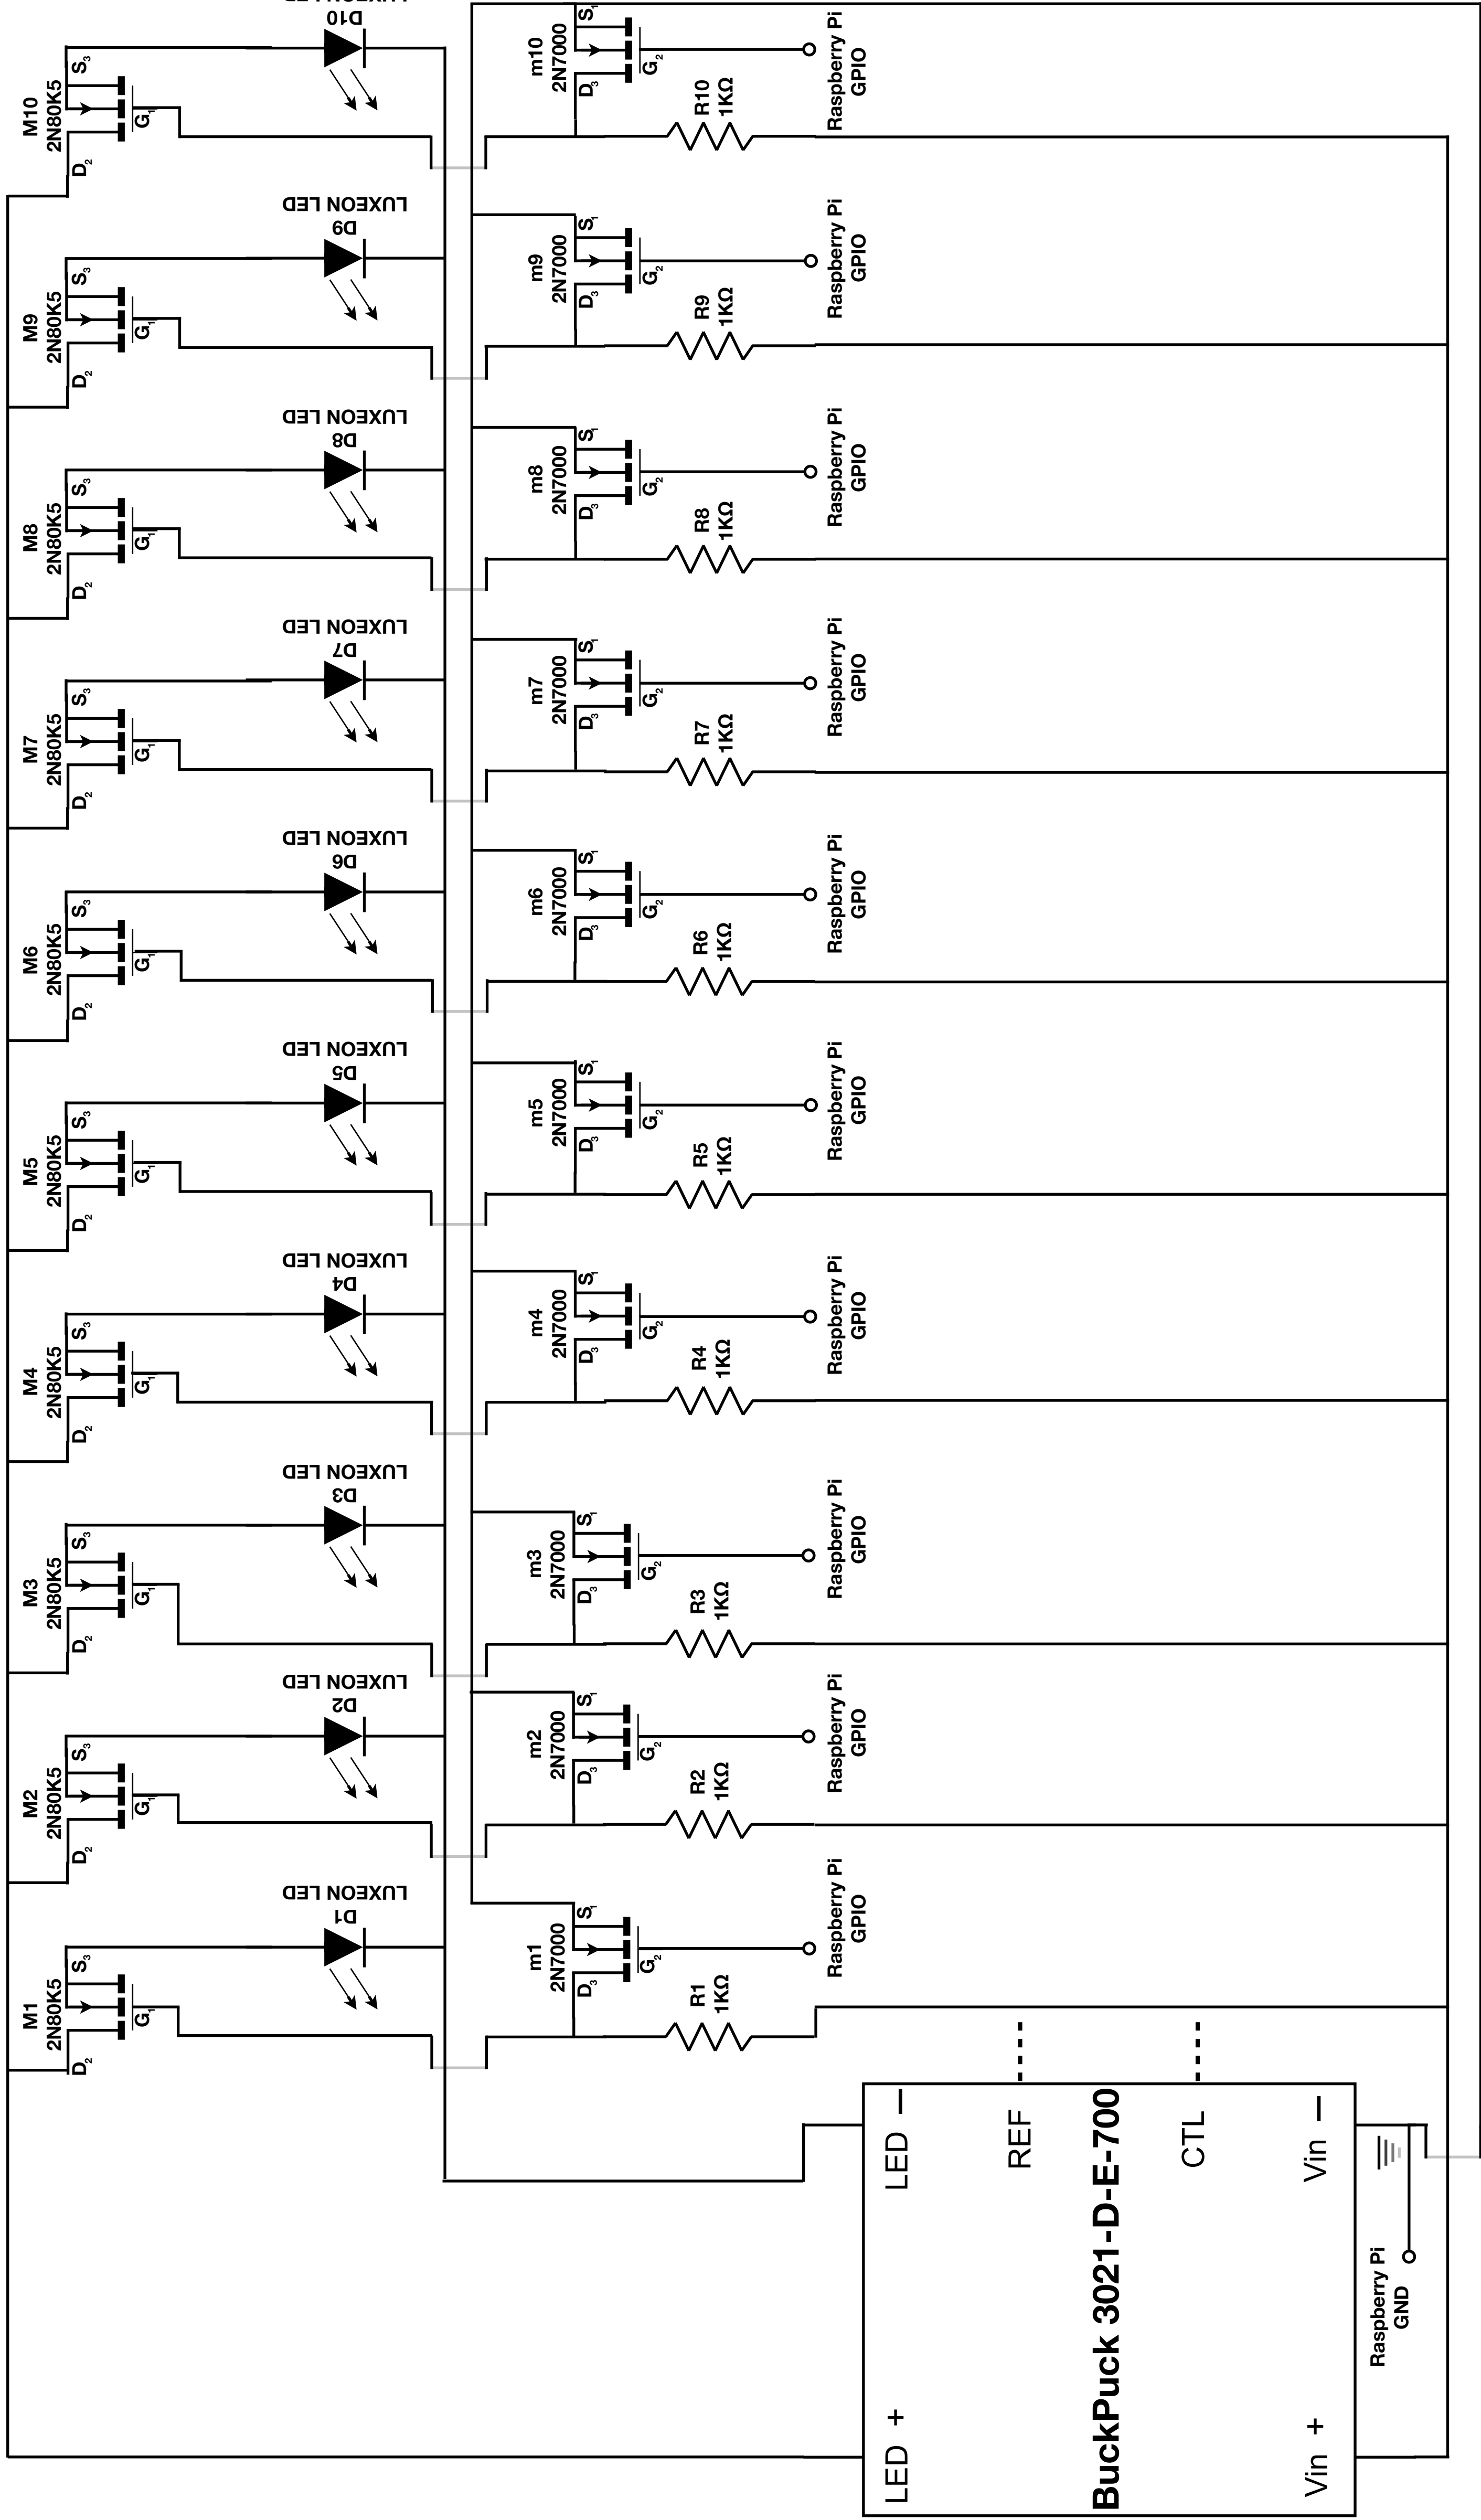 M1
2N80K5
D₂
G₁
S₃
D1
LUXEON LED
m1
2N7000
D₃
G₂
S₁
R1
1KΩ
Raspberry Pi
GPIO
M2
2N80K5
D₂
G₁
S₃
D2
LUXEON LED
m2
2N7000
D₃
G₂
S₁
R2
1KΩ
Raspberry Pi
GPIO
M3
2N80K5
D₂
G₁
S₃
D3
LUXEON LED
m3
2N7000
D₃
G₂
S₁
R3
1KΩ
Raspberry Pi
GPIO
M4
2N80K5
D₂
G₁
S₃
D4
LUXEON LED
m4
2N7000
D₃
G₂
S₁
R4
1KΩ
Raspberry Pi
GPIO
M5
2N80K5
D₂
G₁
S₃
D5
LUXEON LED
m5
2N7000
D₃
G₂
S₁
R5
1KΩ
Raspberry Pi
GPIO
M6
2N80K5
D₂
G₁
S₃
D6
LUXEON LED
m6
2N7000
D₃
G₂
S₁
R6
1KΩ
Raspberry Pi
GPIO
M7
2N80K5
D₂
G₁
S₃
D7
LUXEON LED
m7
2N7000
D₃
G₂
S₁
R7
1KΩ
Raspberry Pi
GPIO
M8
2N80K5
D₂
G₁
S₃
D8
LUXEON LED
m8
2N7000
D₃
G₂
S₁
R8
1KΩ
Raspberry Pi
GPIO
M9
2N80K5
D₂
G₁
S₃
D9
LUXEON LED
m9
2N7000
D₃
G₂
S₁
R9
1KΩ
Raspberry Pi
GPIO
M10
2N80K5
D₂
G₁
S₃
D10
LUXEON LED
m10
2N7000
D₃
G₂
S₁
R10
1KΩ
Raspberry Pi
GPIO
LED +
LED −
REF
BuckPuck 3021-D-E-700
CTL
Vin +
Vin −
Raspberry Pi
GND